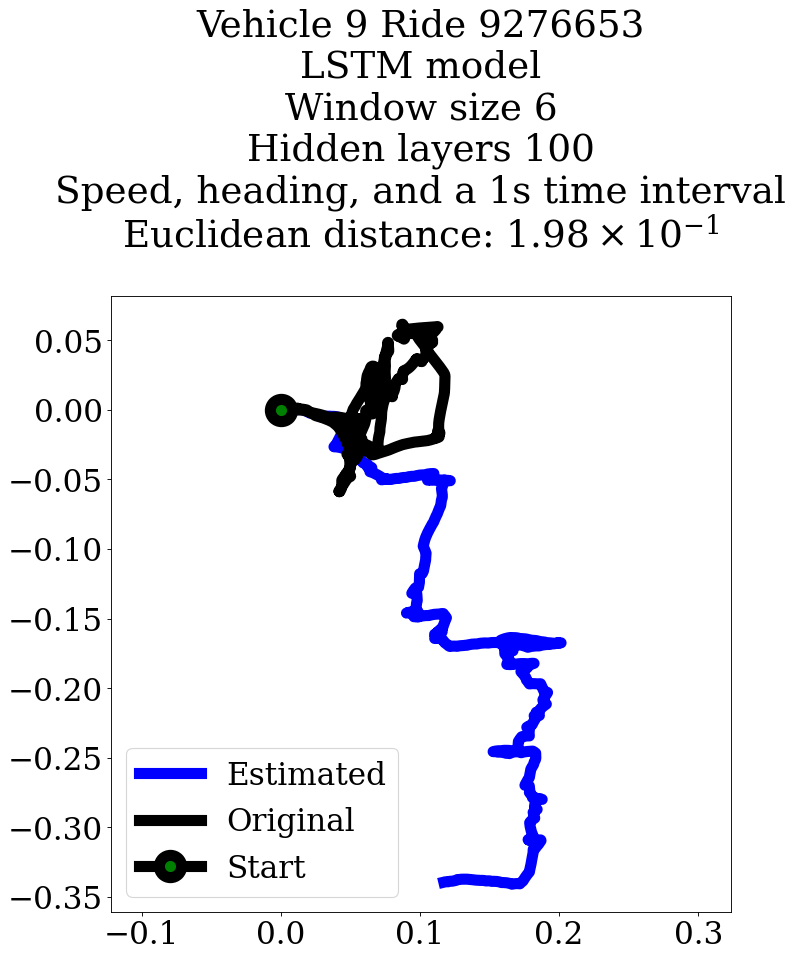 Vehicle 9 Ride 9276653
LSTM model
Window size 6
Hidden layers 100
Speed, heading, and a 1s time interval
Euclidean distance: 1.98 × 10⁻¹
0.05
0.00
−0.05
−0.10
−0.15
−0.20
−0.25
−0.30
−0.35
Estimated
Original
Start
−0.1 0.0 0.1 0.2 0.3